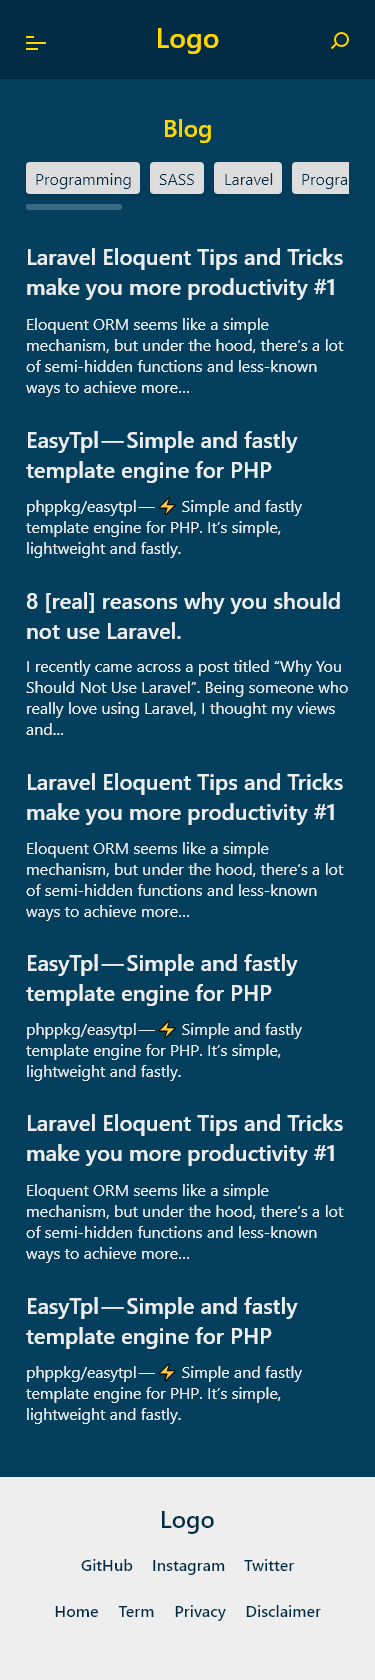 Logo
Blog
Programming SASS Laravel Progra
Laravel Eloquent Tips and Tricks
make you more productivity #1
Eloquent ORM seems like a simple
mechanism, but under the hood, there’s a lot
of semi-hidden functions and less-known
ways to achieve more...
EasyTpl — Simple and fastly
template engine for PHP
phppkg/easytpl — ⚡ Simple and fastly
template engine for PHP. It’s simple,
lightweight and fastly.
8 [real] reasons why you should
not use Laravel.
I recently came across a post titled “Why You
Should Not Use Laravel”. Being someone who
really love using Laravel, I thought my views
and...
Laravel Eloquent Tips and Tricks
make you more productivity #1
Eloquent ORM seems like a simple
mechanism, but under the hood, there’s a lot
of semi-hidden functions and less-known
ways to achieve more...
EasyTpl — Simple and fastly
template engine for PHP
phppkg/easytpl — ⚡ Simple and fastly
template engine for PHP. It’s simple,
lightweight and fastly.
Laravel Eloquent Tips and Tricks
make you more productivity #1
Eloquent ORM seems like a simple
mechanism, but under the hood, there’s a lot
of semi-hidden functions and less-known
ways to achieve more...
EasyTpl — Simple and fastly
template engine for PHP
phppkg/easytpl — ⚡ Simple and fastly
template engine for PHP. It’s simple,
lightweight and fastly.
Logo
GitHub Instagram Twitter
Home Term Privacy Disclaimer